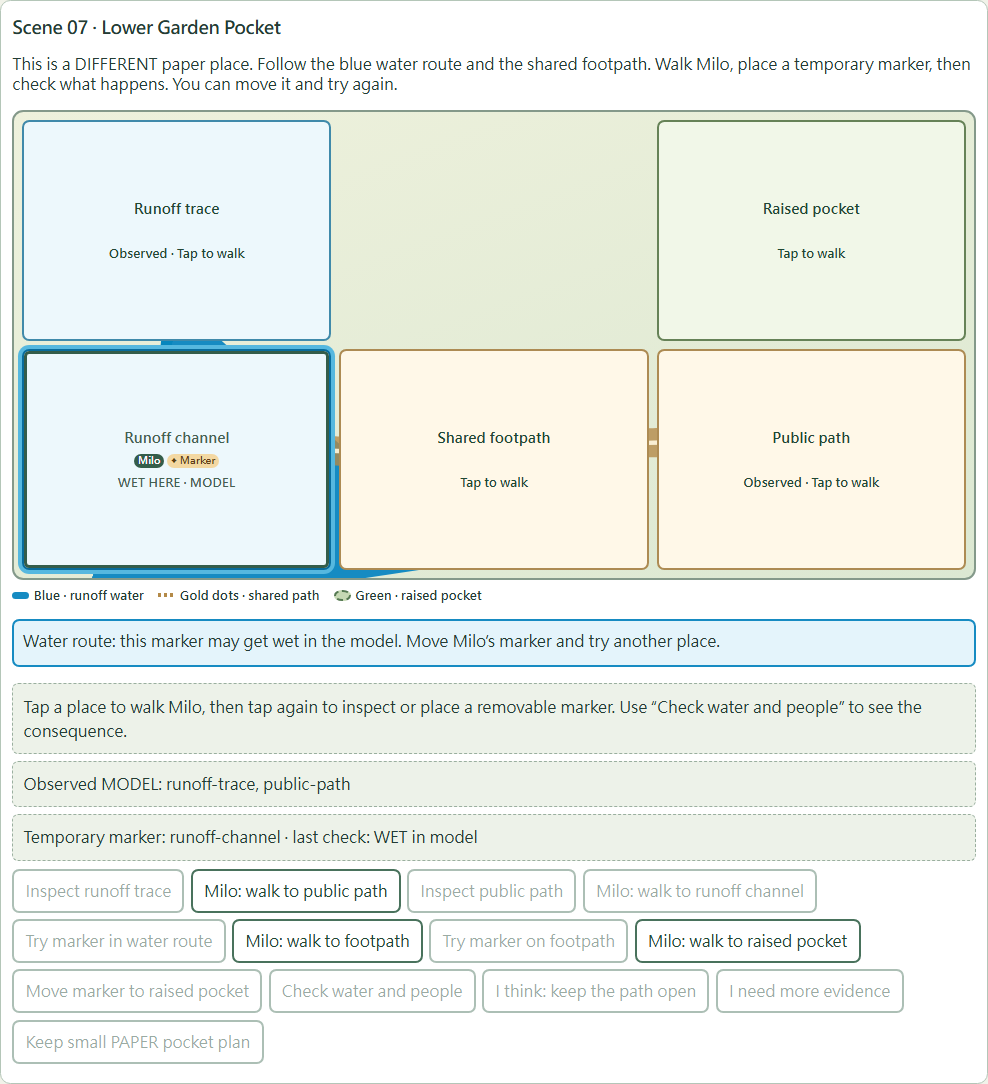 Scene 07 · Lower Garden Pocket
This is a DIFFERENT paper place. Follow the blue water route and the shared footpath. Walk Milo, place a temporary marker, then
check what happens. You can move it and try again.
Runoff trace
Observed · Tap to walk
Raised pocket
Tap to walk
Runoff channel
Milo ✦ Marker
WET HERE · MODEL
Shared footpath
Tap to walk
Public path
Observed · Tap to walk
Blue · runoff water Gold dots · shared path Green · raised pocket
Water route: this marker may get wet in the model. Move Milo’s marker and try another place.
Tap a place to walk Milo, then tap again to inspect or place a removable marker. Use “Check water and people” to see the
consequence.
Observed MODEL: runoff-trace, public-path
Temporary marker: runoff-channel · last check: WET in model
Inspect runoff trace Milo: walk to public path Inspect public path Milo: walk to runoff channel
Try marker in water route Milo: walk to footpath Try marker on footpath Milo: walk to raised pocket
Move marker to raised pocket Check water and people I think: keep the path open I need more evidence
Keep small PAPER pocket plan